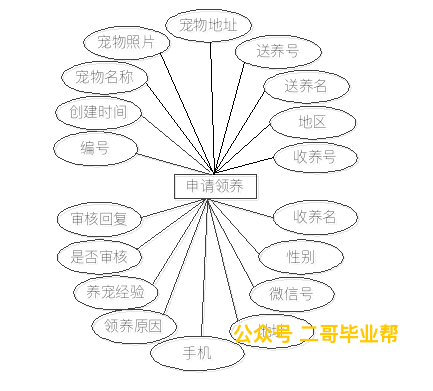 宠物地址
宠物照片
送养号
宠物名称
送养名
创建时间
地区
编号
收养号
申请领养
审核回复
收养名
是否审核
性别
养宠经验
微信号
领养原因
公众号 二哥毕业帮
手机